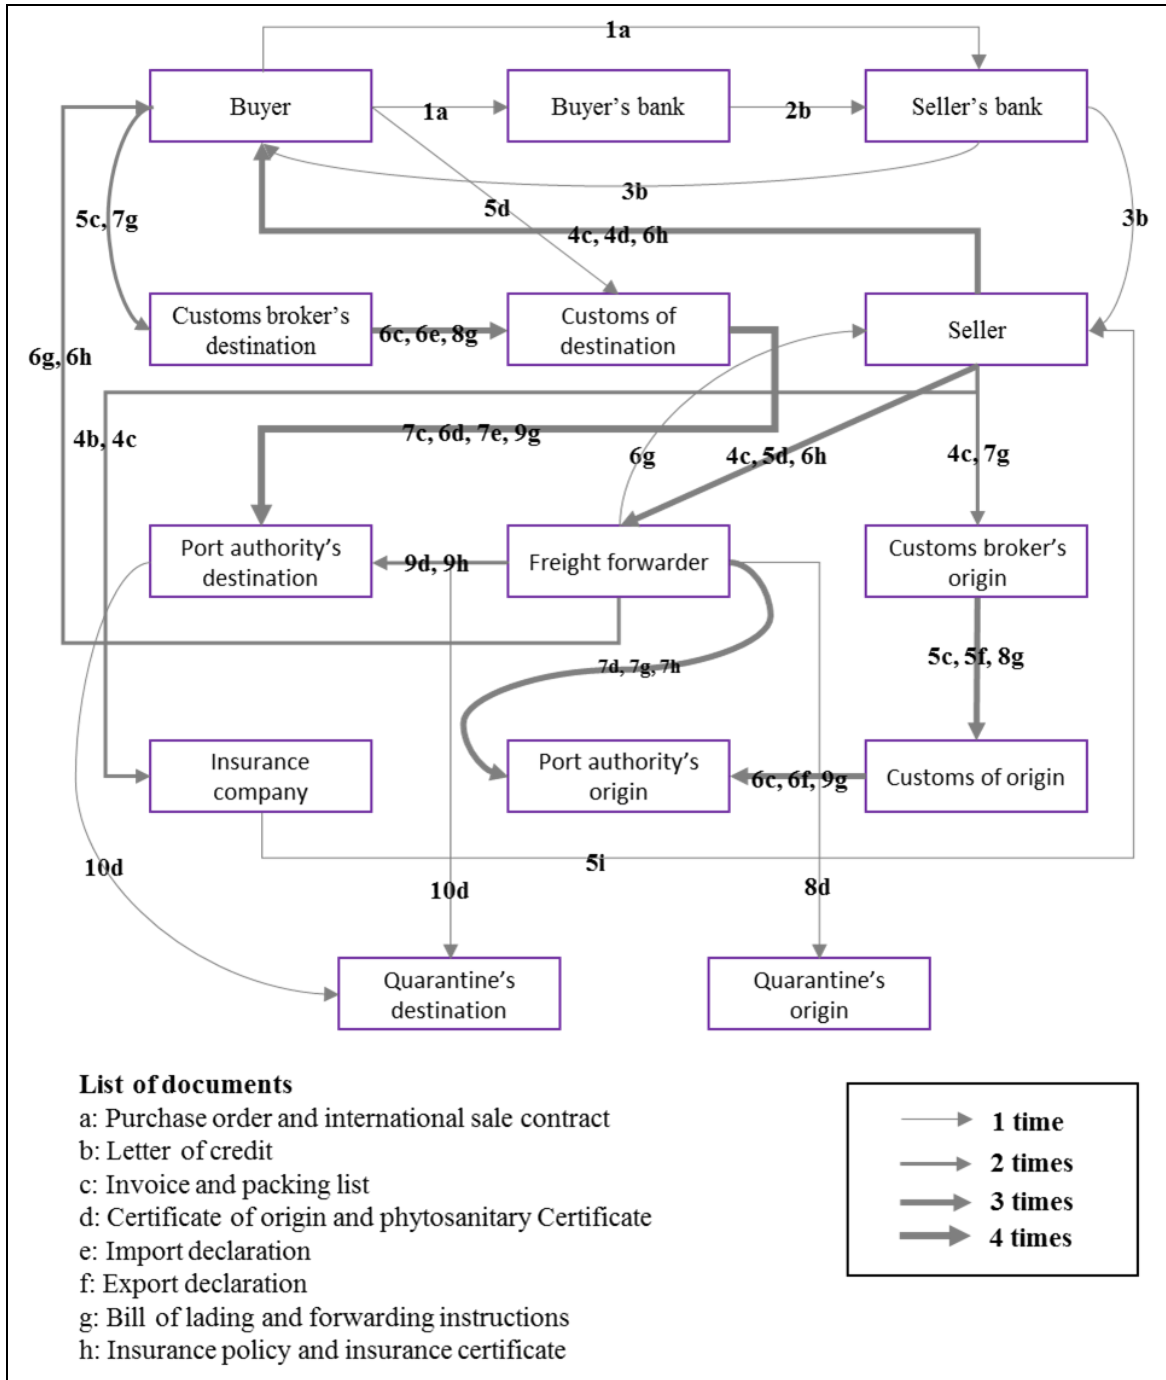 1a
Buyer
1a
Buyer's bank
2b
Seller's bank
3b
5c, 7g
5d
3b
4c, 4d, 6h
Customs broker's
destination
6c, 6e, 8g
Customs of
destination
Seller
6g, 6h
4b, 4c
7c, 6d, 7e, 9g
6g
4c, 5d, 6h
4c, 7g
Port authority's
destination
9d, 9h
Freight forwarder
Customs broker's
origin
7d, 7g, 7h
5c, 5f, 8g
Insurance
company
Port authority's
origin
6c, 6f, 9g
Customs of origin
10d
5i
10d
8d
Quarantine's
destination
Quarantine's
origin
List of documents
a: Purchase order and international sale contract
b: Letter of credit
c: Invoice and packing list
d: Certificate of origin and phytosanitary Certificate
e: Import declaration
f: Export declaration
g: Bill of lading and forwarding instructions
h: Insurance policy and insurance certificate
1 time
2 times
3 times
4 times